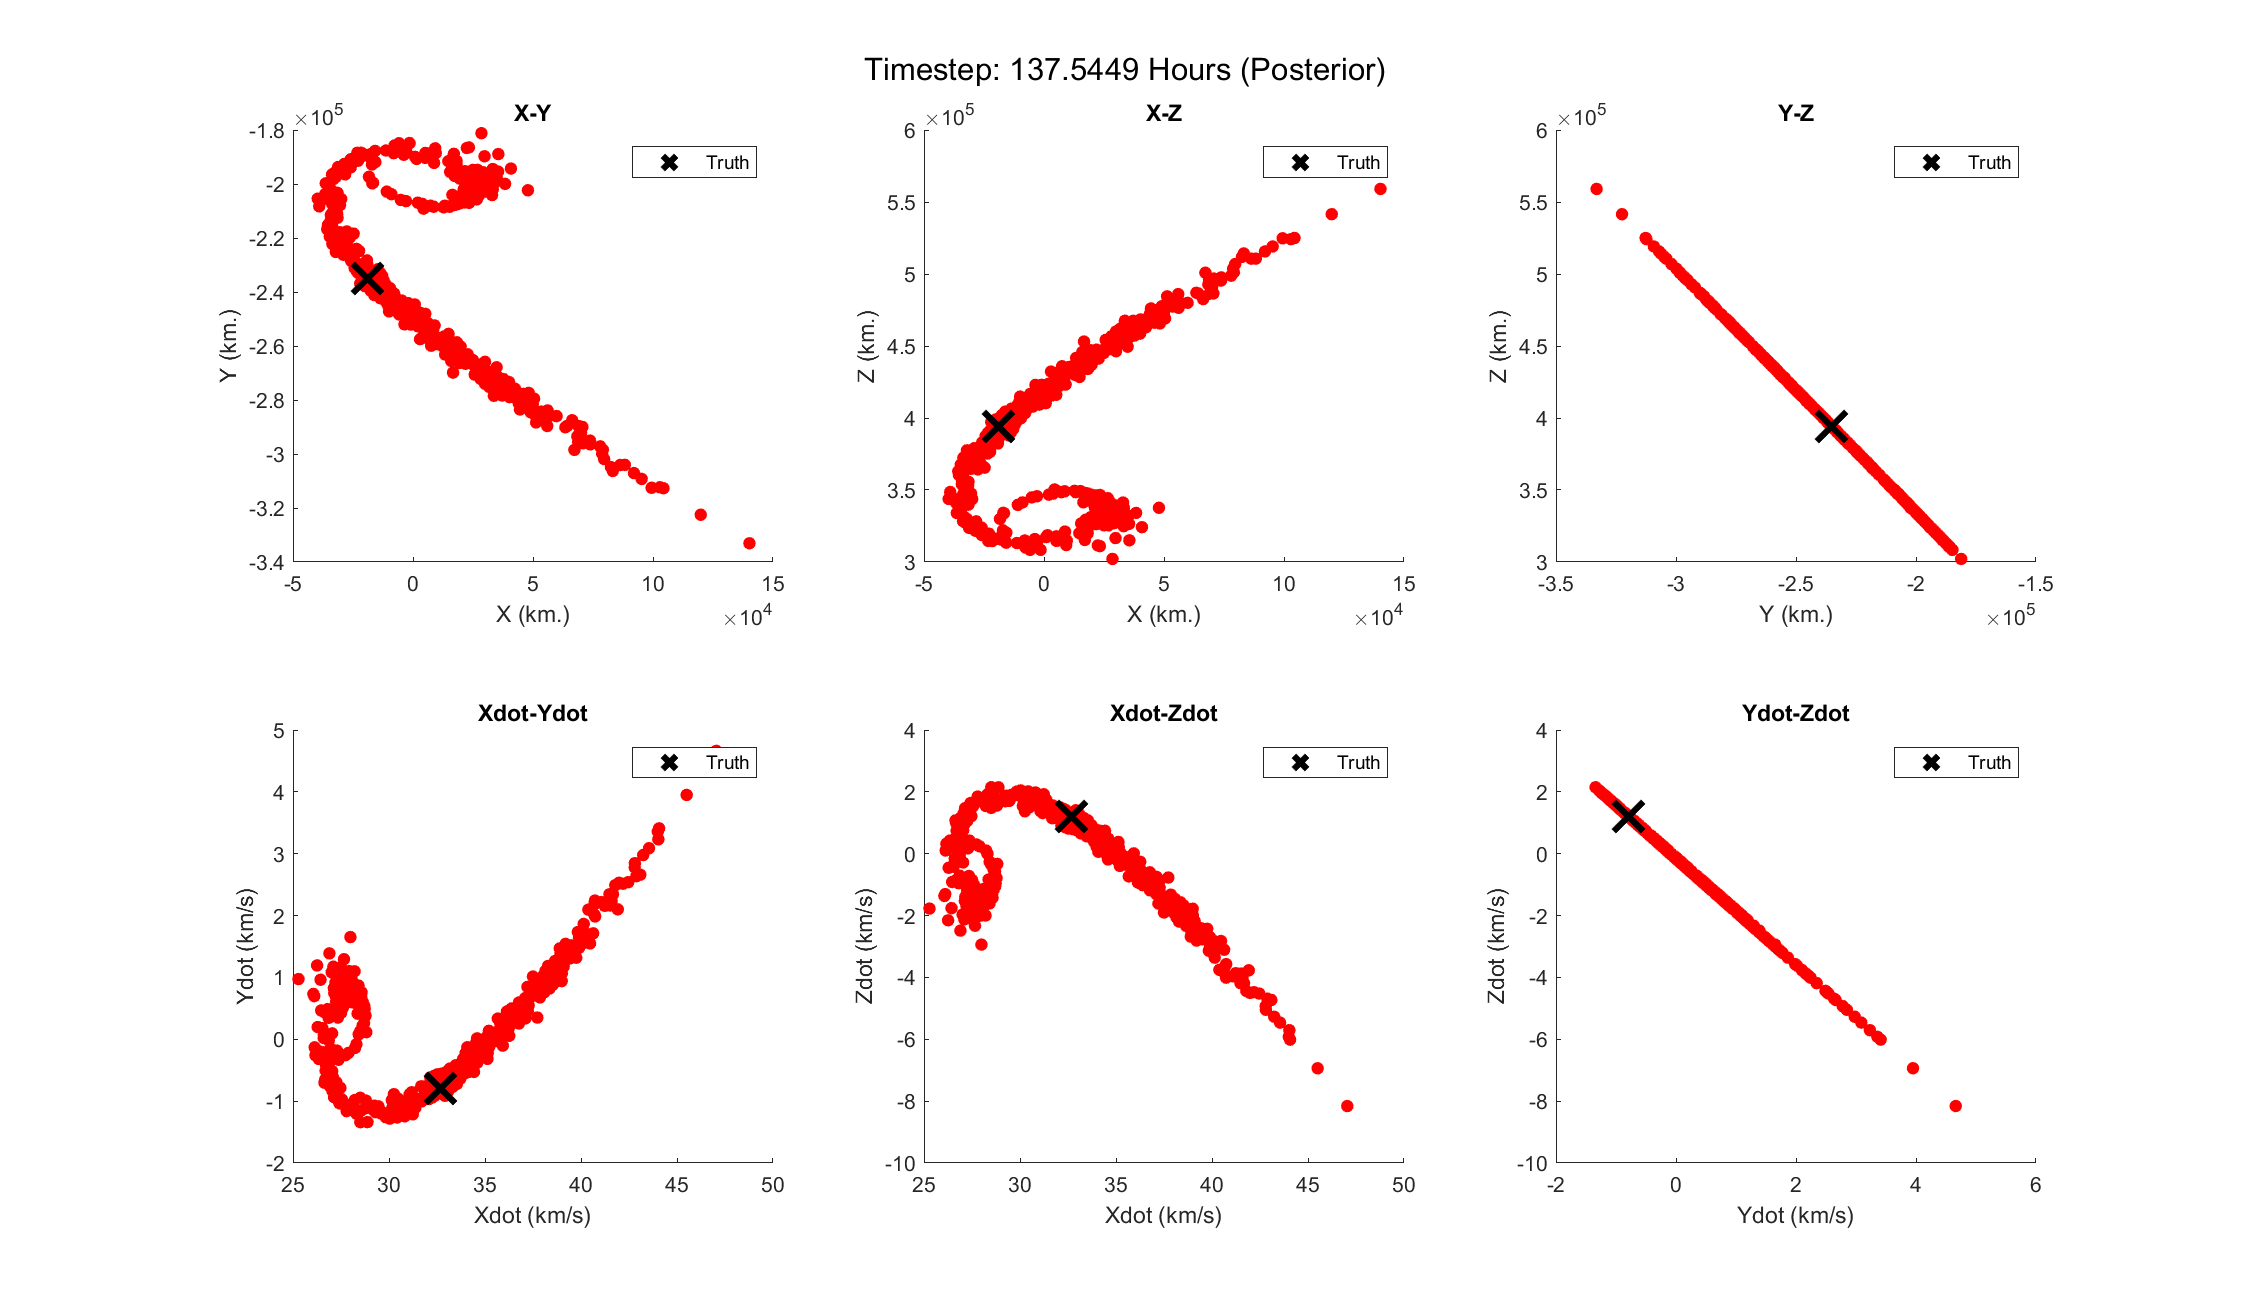 Timestep: 137.5449 Hours (Posterior)
X-Y
×10^5
-1.8
-2
-2.2
-2.4
-2.6
-2.8
-3
-3.2
-3.4
Y (km.)
-5 0 5 10 15
X (km.)
×10^4
Truth
X-Z
×10^5
6
5.5
5
4.5
4
3.5
3
Z (km.)
-5 0 5 10 15
X (km.)
×10^4
Truth
Y-Z
×10^5
6
5.5
5
4.5
4
3.5
3
Z (km.)
-3.5 -3 -2.5 -2 -1.5
Y (km.)
×10^5
Truth
Xdot-Ydot
5
4
3
2
1
0
-1
-2
Ydot (km/s)
25 30 35 40 45 50
Xdot (km/s)
Truth
Xdot-Zdot
4
2
0
-2
-4
-6
-8
-10
Zdot (km/s)
25 30 35 40 45 50
Xdot (km/s)
Truth
Ydot-Zdot
4
2
0
-2
-4
-6
-8
-10
Zdot (km/s)
-2 0 2 4 6
Ydot (km/s)
Truth